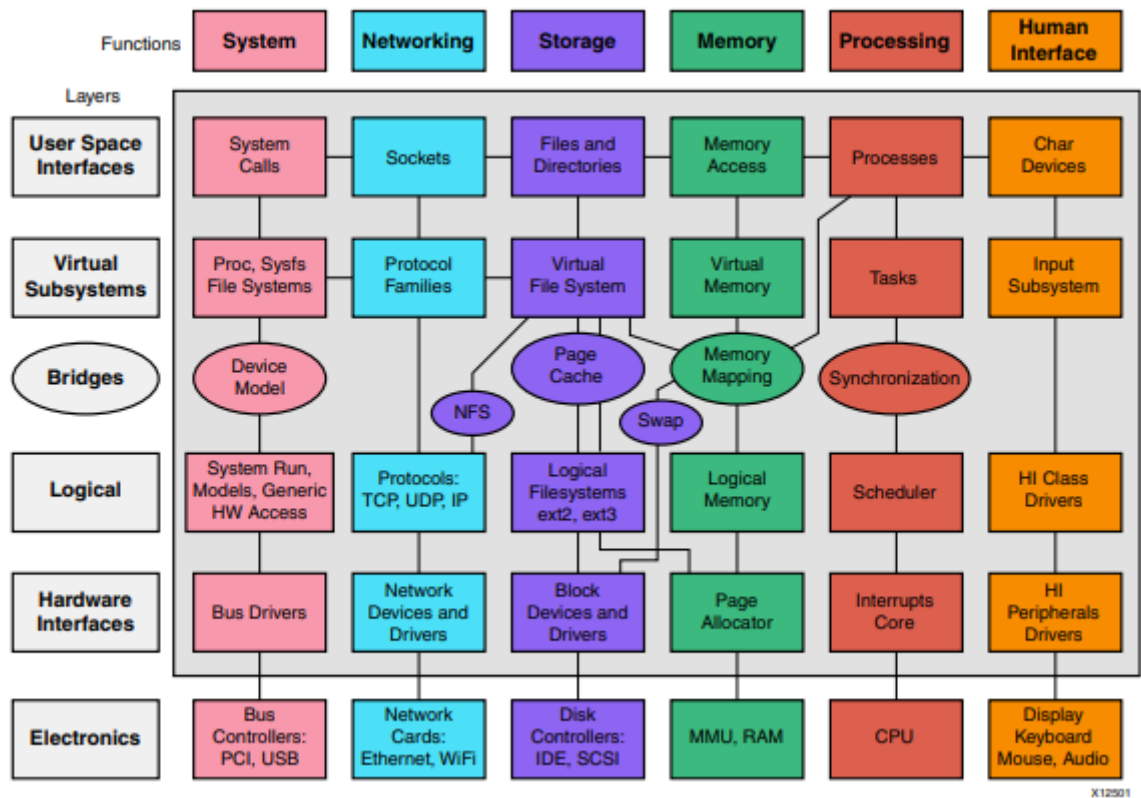 Functions
System
Networking
Storage
Memory
Processing
Human
Interface
Layers
User Space
Interfaces
System
Calls
Sockets
Files and
Directories
Memory
Access
Processes
Char
Devices
Virtual
Subsystems
Proc, Sysfs
File Systems
Protocol
Families
Virtual
File System
Virtual
Memory
Tasks
Input
Subsystem
Bridges
Device
Model
NFS
Page
Cache
Swap
Memory
Mapping
Synchronization
Logical
System Run,
Models, Generic
HW Access
Protocols:
TCP, UDP, IP
Logical
Filesystems
ext2, ext3
Logical
Memory
Scheduler
HI Class
Drivers
Hardware
Interfaces
Bus Drivers
Network
Devices and
Drivers
Block
Devices and
Drivers
Page
Allocator
Interrupts
Core
HI
Peripherals
Drivers
Electronics
Bus
Controllers:
PCI, USB
Network
Cards:
Ethernet, WiFi
Disk
Controllers:
IDE, SCSI
MMU, RAM
CPU
Display
Keyboard
Mouse, Audio
X12501